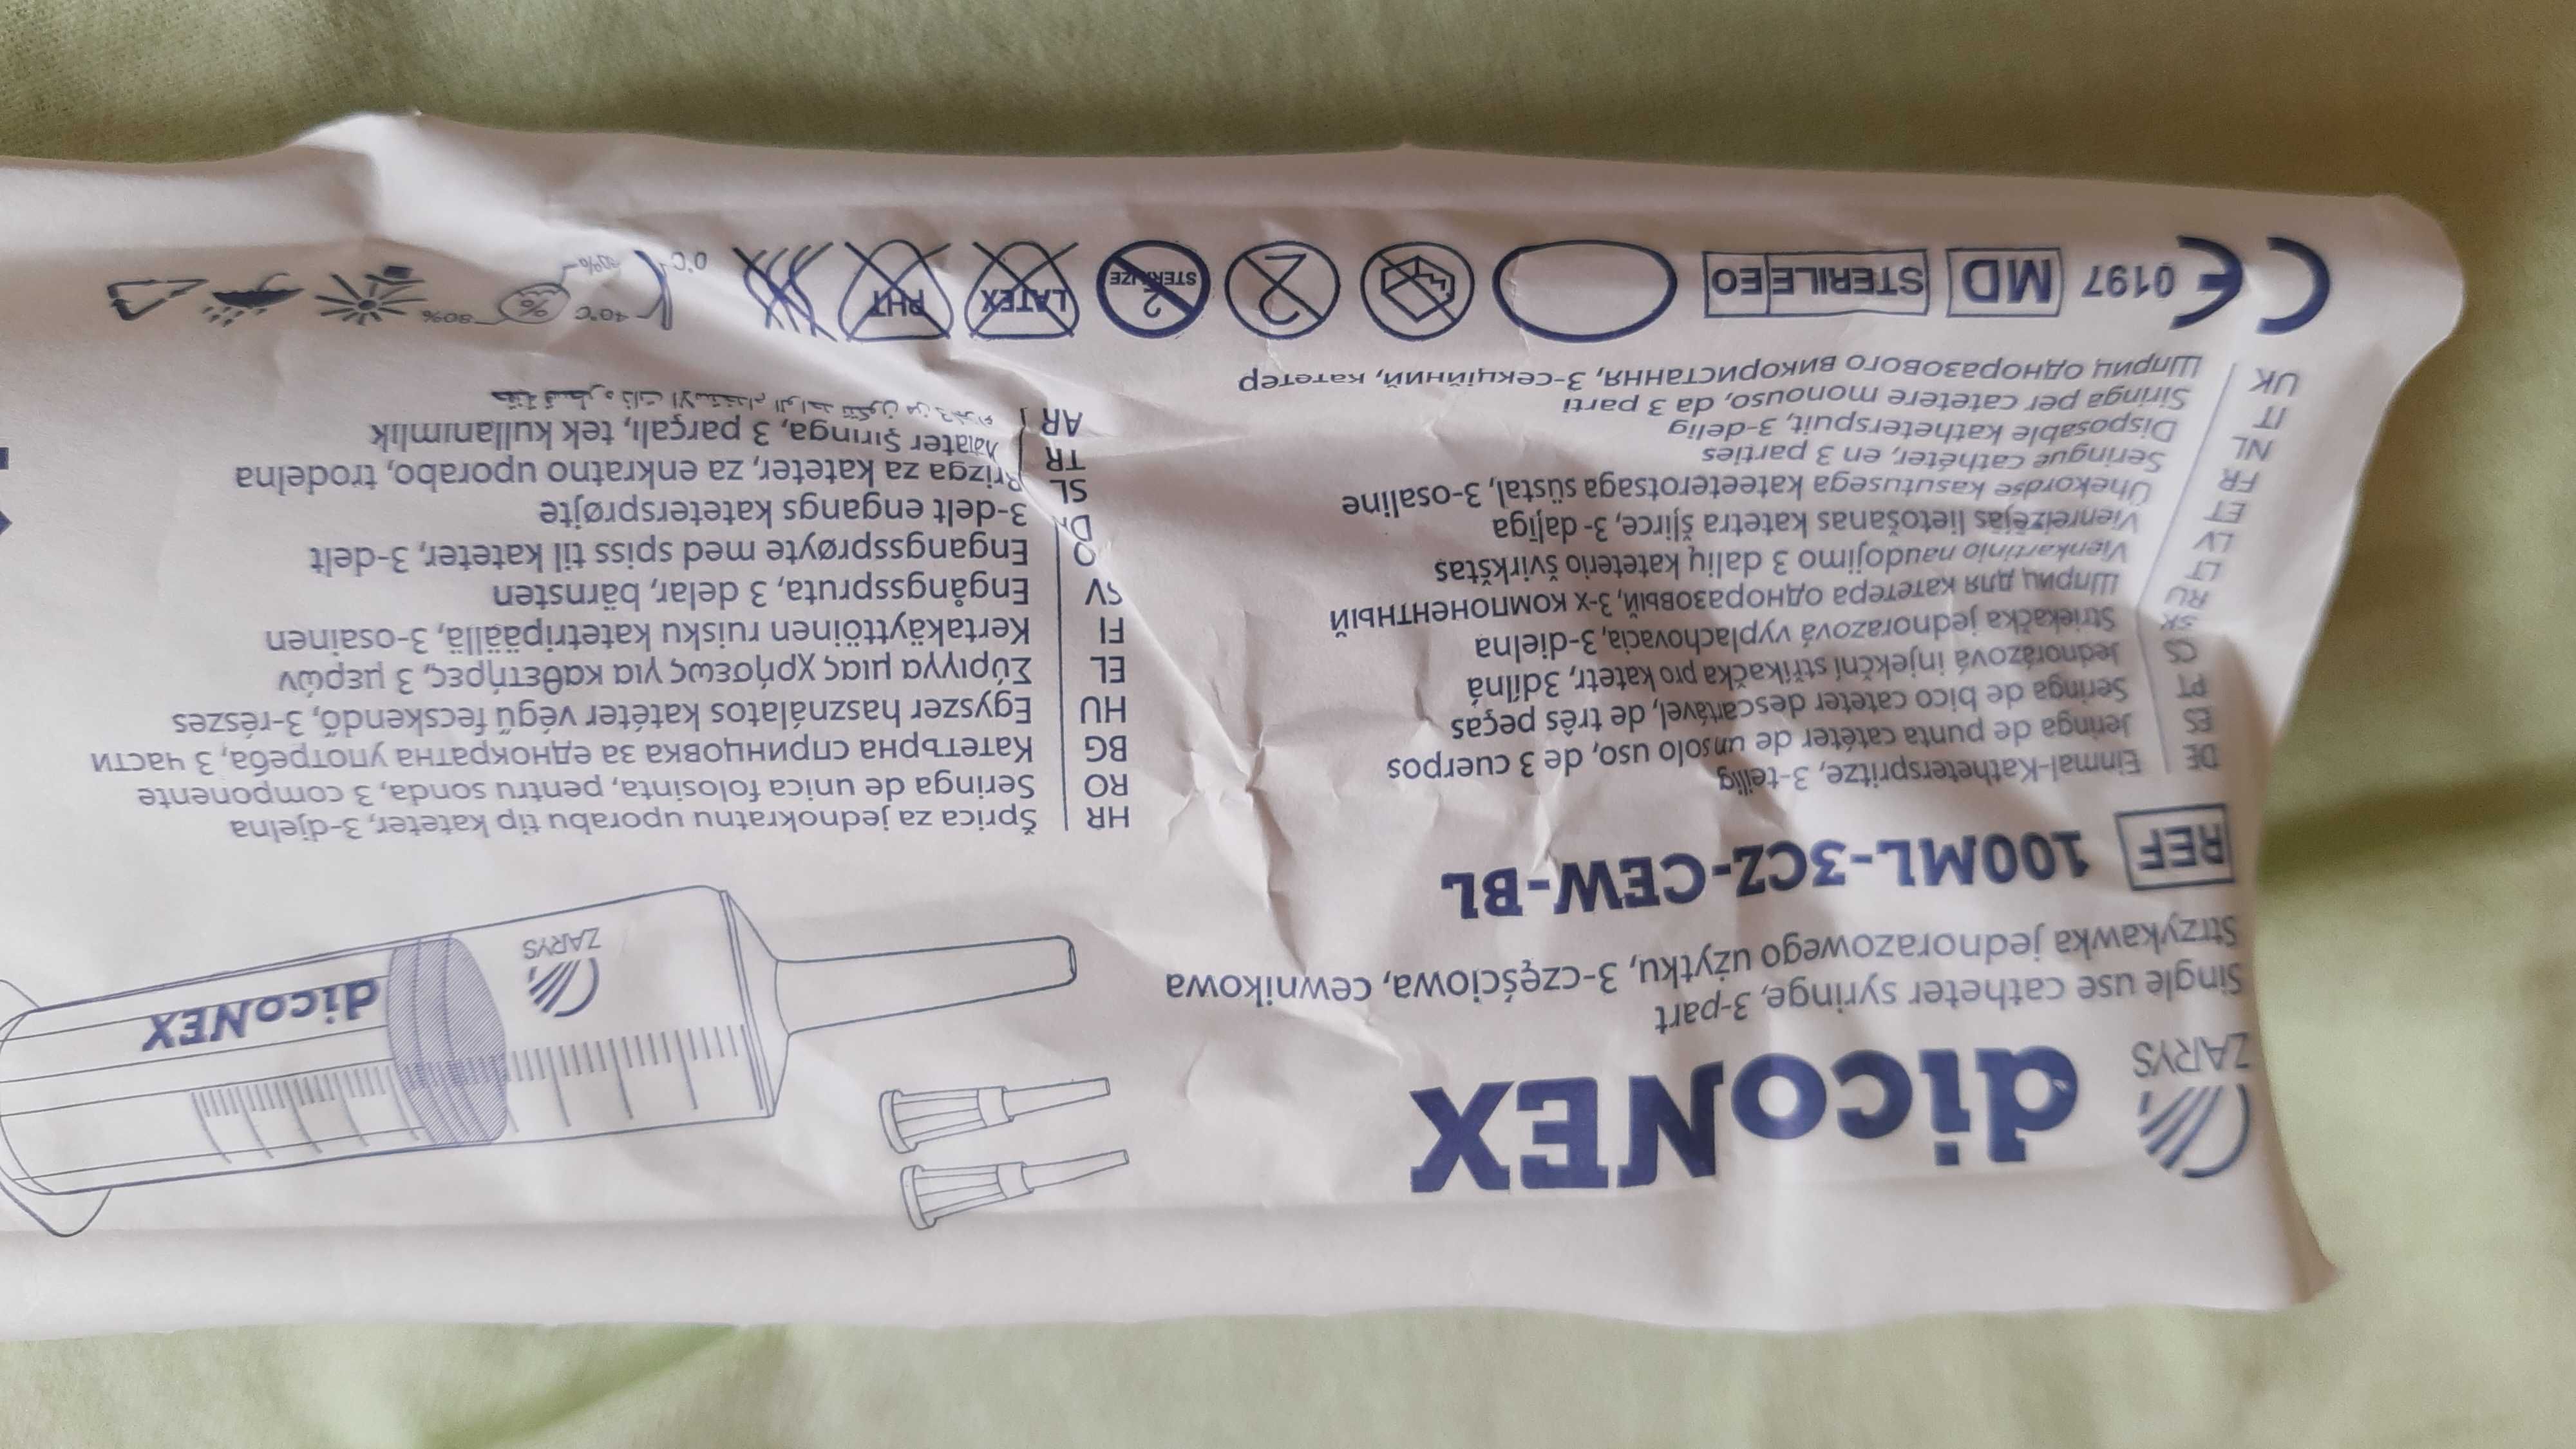 ZARYS
dicoNEX
Single use catheter syringe, 3-part
Strzykawka jednorazowego użytku, 3-częściowa, cewnikowa
REF 100ML-3CZ-CEW-BL
DE Einmal-Katheterspritze, 3-teilig
ES Jeringa de punta catéter de un solo uso, de 3 cuerpos
PT Seringa de bico cateter descartável, de três peças
CS Jednorázová injekční stříkačka pro katetr, 3dílná
SK Striekačka jednorazová vyplachovacia, 3-dielna
RU Шприц для катетера одноразовый, 3-х компонентный
LT Vienkartinio naudojimo 3 dalių kateterio švirkštas
LV Vienreizējās lietošanas katetra šļirce, 3- daļīga
ET Ühekordse kasutusega kateeterotsaga süstal, 3-osaline
FR Seringue cathéter, en 3 parties
NL Disposable katheterspuit, 3-delig
IT Siringa per catetere monouso, da 3 parti
UK Шприц одноразового використання, 3-секційний, катетер
CE 0197 MD STERILE EO 2 2 STERILIZE LATEX PHT
ZARYS
dicoNEX
HR Šprica za jednokratnu uporabu tip kateter, 3-djelna
RO Seringa de unica folosinta, pentru sonda, 3 componente
BG Катетърна спринцовка за еднократна употреба, 3 части
HU Egyszer használatos katéter végű fecskendő, 3-részes
EL Σύριγγα μιας χρήσεως για καθετήρες, 3 μερών
FI Kertakäyttöinen ruisku katetripäällä, 3-osainen
SV Engångsspruta, 3 delar, bärnsten
Engangssprøyte med spiss til kateter, 3-delt
3-delt engangs katetersprøjte
SL Brizga za kateter, za enkratno uporabo, trodelna
TR Kateter Şırınga, 3 parçalı, tek kullanımlık
AR
0°C 40°C % 80%